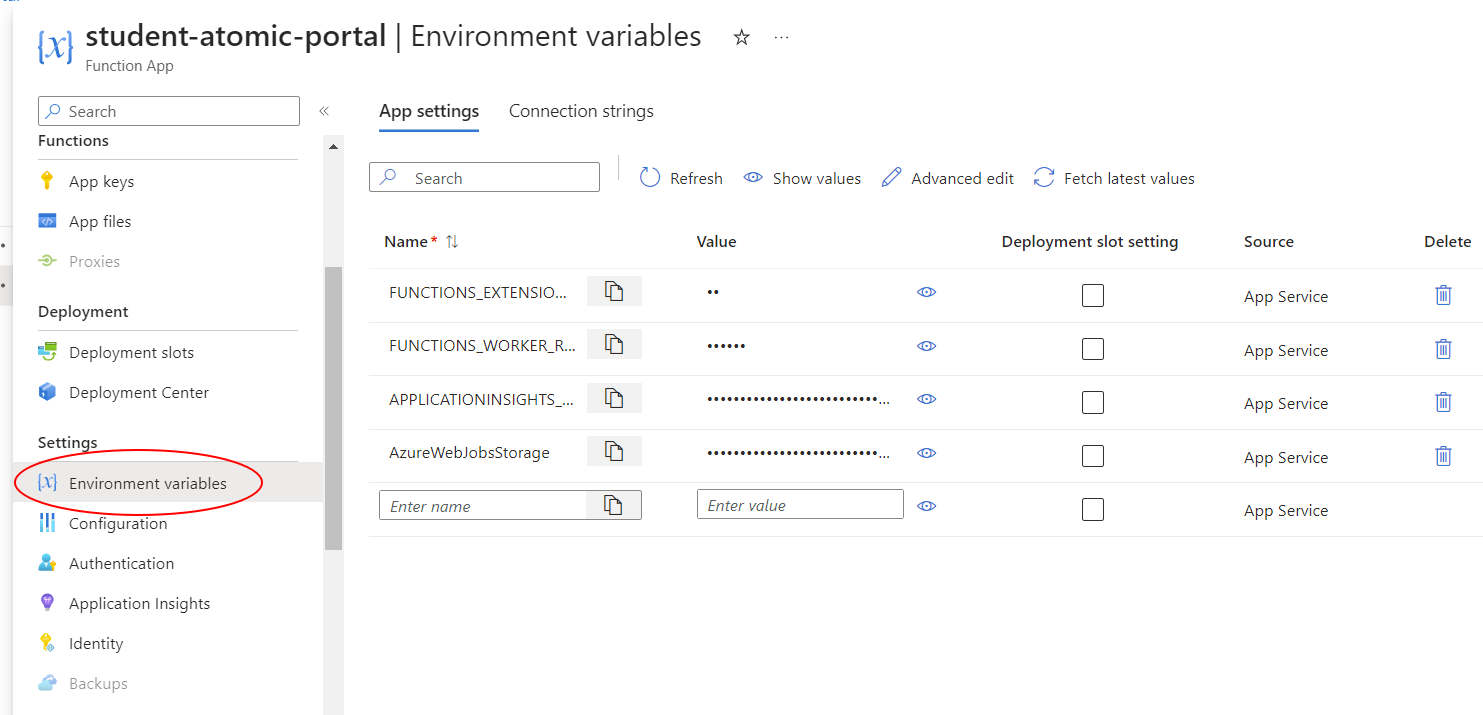 student-atomic-portal | Environment variables ☆ ...
Function App
Search «
Functions
App keys
App files
Proxies
Deployment
Deployment slots
Deployment Center
Settings
Environment variables
Configuration
Authentication
Application Insights
Identity
Backups
App settings Connection strings
Search Refresh Show values Advanced edit Fetch latest values
Name* ↑↓ Value Deployment slot setting Source Delete
FUNCTIONS_EXTENSIO... •• App Service
FUNCTIONS_WORKER_R... •••••• App Service
APPLICATIONINSIGHTS_... ••••••••••••••••••••••••••... App Service
AzureWebJobsStorage ••••••••••••••••••••••••••... App Service
Enter name Enter value App Service